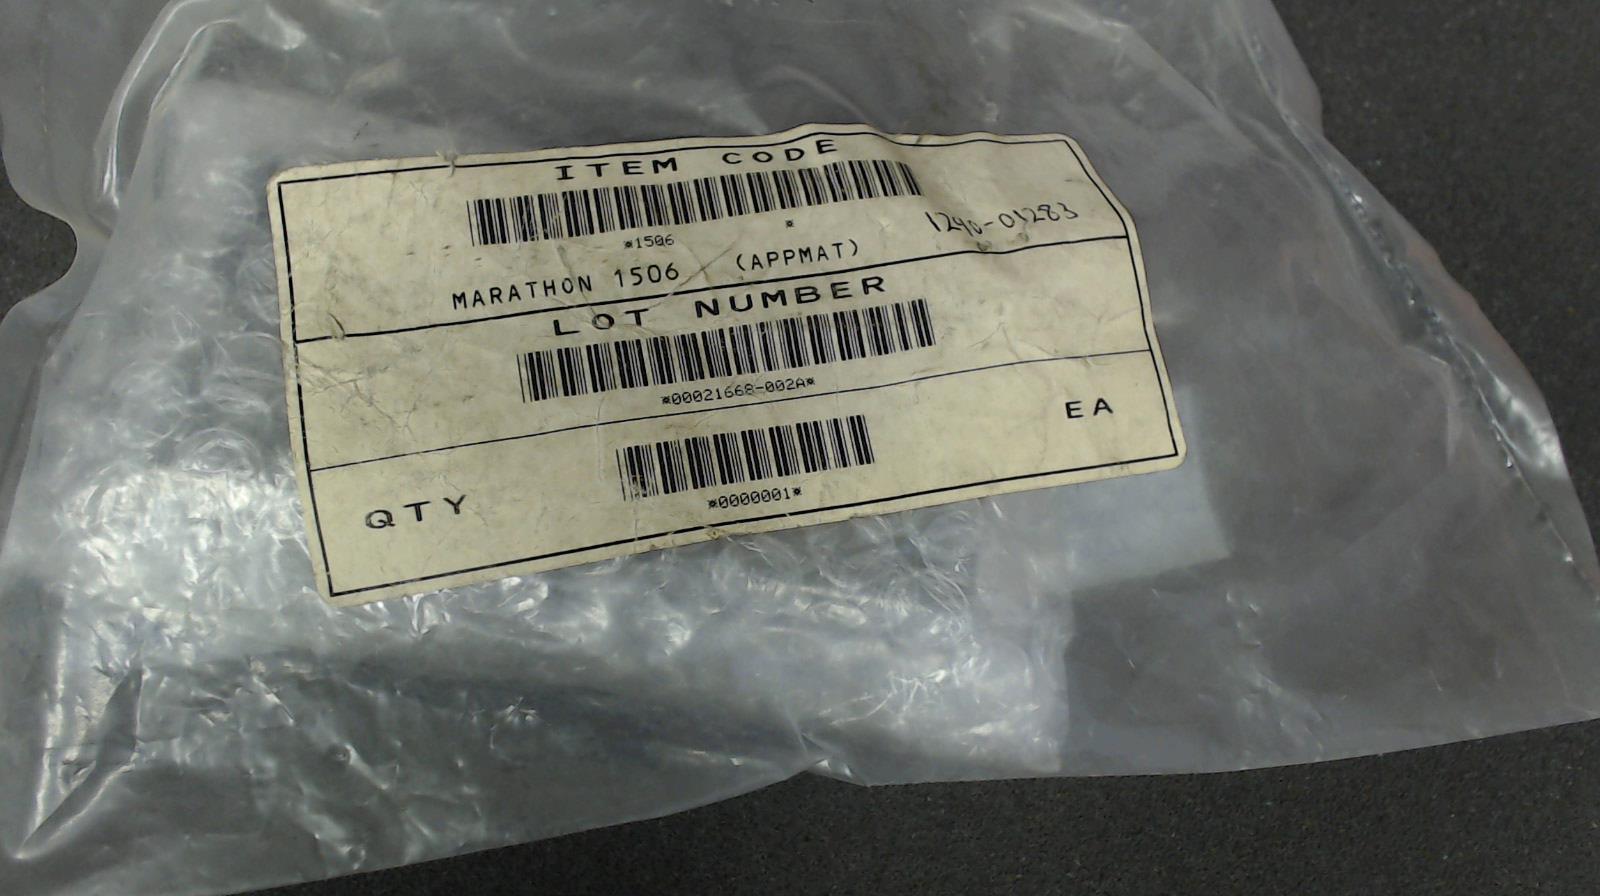 ITEM CODE
*1506 *
1240-01283
MARATHON 1506 (APPMAT)
LOT NUMBER
*00021668-002A*
EA
QTY
*0000001*